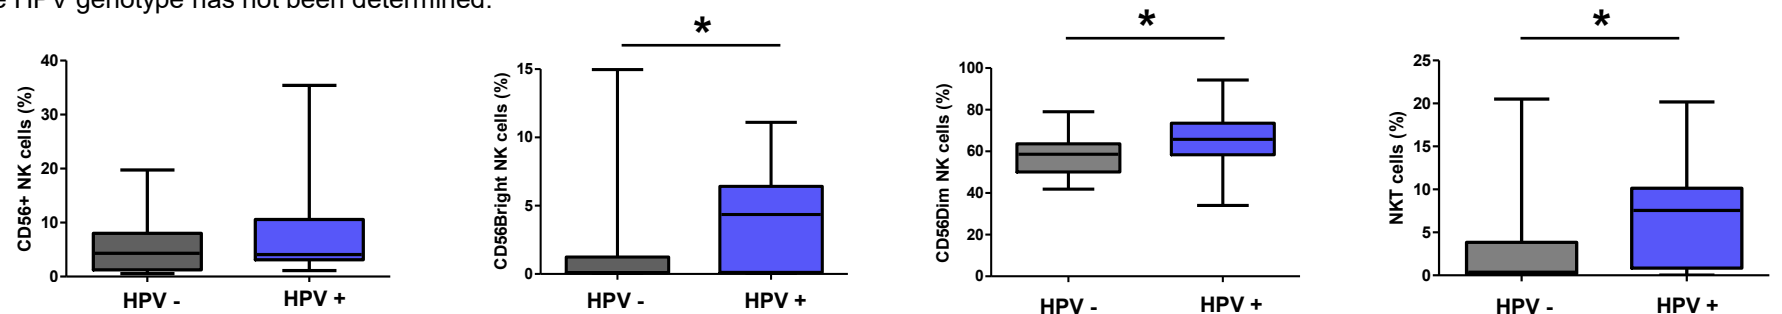 HPV genotype has not been determined.
*
*
*
CD56+ NK cells (%)
40
30
20
10
0
HPV -
HPV +
CD56Bright NK cells (%)
15
10
5
0
HPV -
HPV +
CD56Dim NK cells (%)
100
80
60
40
20
0
HPV -
HPV +
NKT cells (%)
25
20
15
10
5
0
HPV -
HPV +